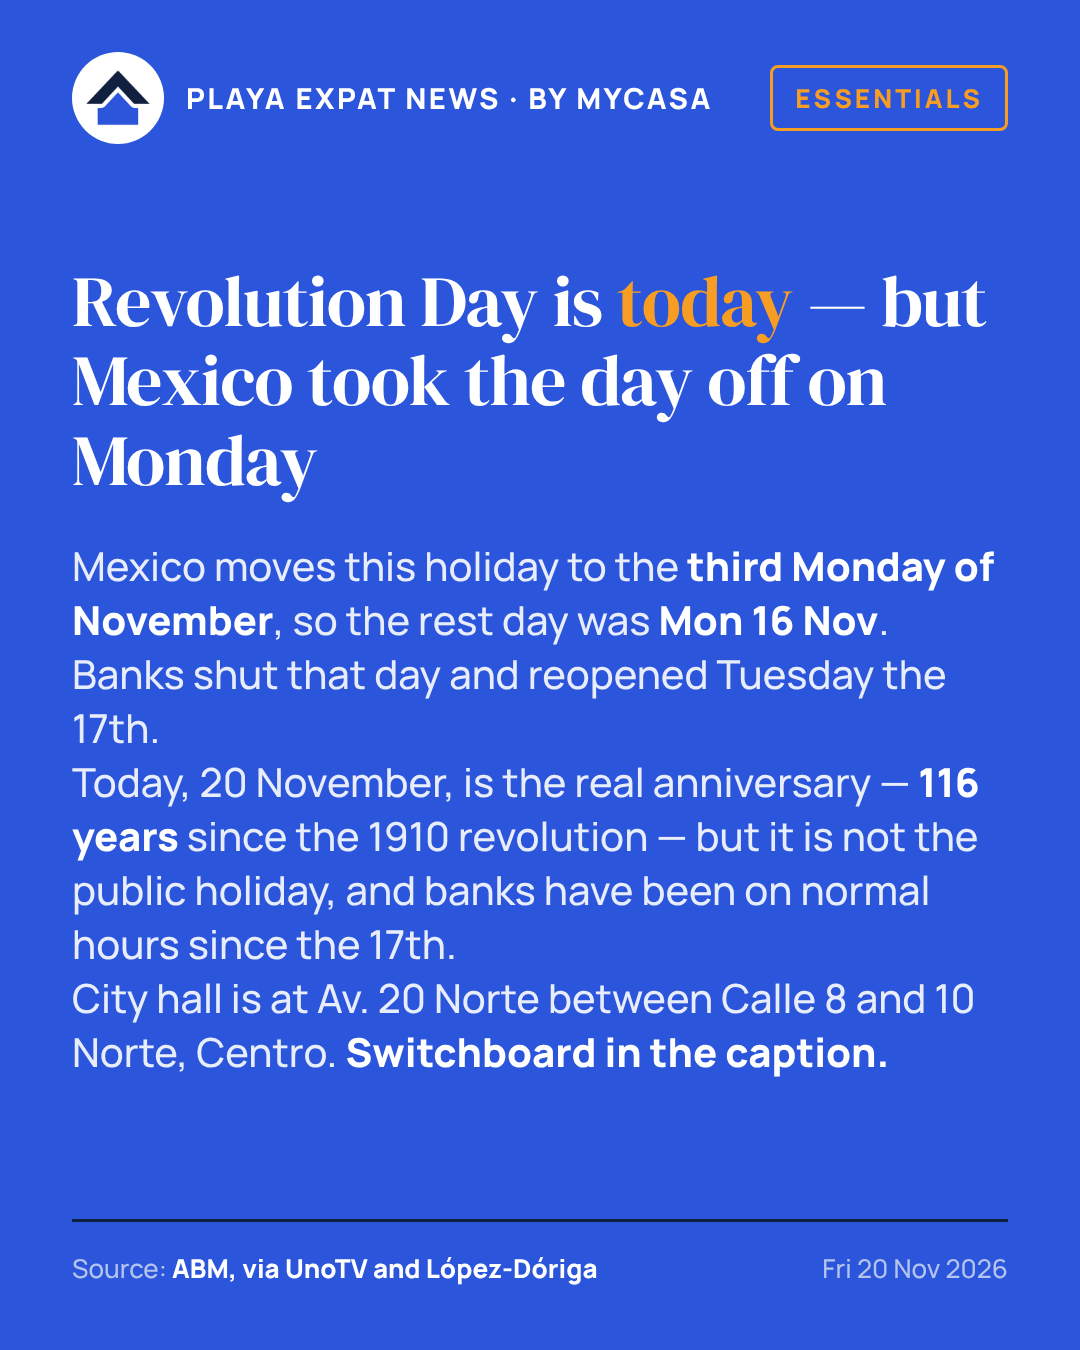 PLAYA EXPAT NEWS · BY MYCASA
ESSENTIALS
Revolution Day is today — but
Mexico took the day off on
Monday
Mexico moves this holiday to the third Monday of
November, so the rest day was Mon 16 Nov.
Banks shut that day and reopened Tuesday the
17th.
Today, 20 November, is the real anniversary — 116
years since the 1910 revolution — but it is not the
public holiday, and banks have been on normal
hours since the 17th.
City hall is at Av. 20 Norte between Calle 8 and 10
Norte, Centro. Switchboard in the caption.
Source: ABM, via UnoTV and López-Dóriga
Fri 20 Nov 2026